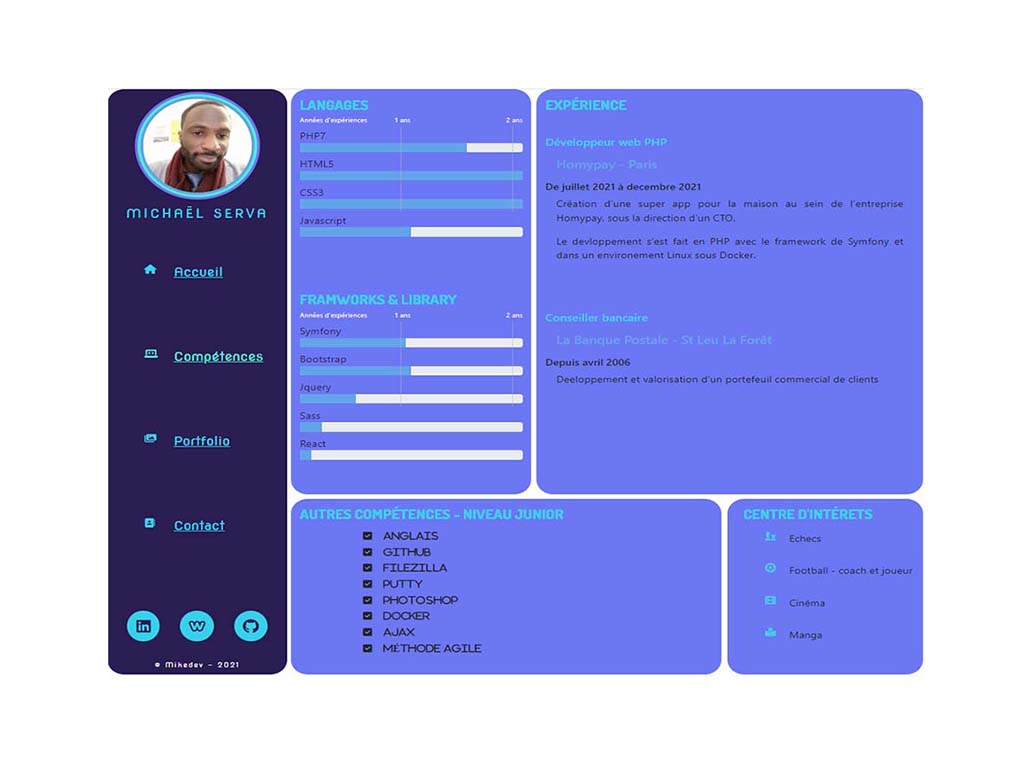 MICHAËL SERVA
Accueil
Compétences
Portfolio
Contact
© Mikedev - 2021
LANGAGES
Années d'expériences 1 ans 2 ans
PHP7
HTML5
CSS3
Javascript
FRAMWORKS & LIBRARY
Années d'expériences 1 ans 2 ans
Symfony
Bootstrap
Jquery
Sass
React
EXPÉRIENCE
Développeur web PHP
Homypay - Paris
De juillet 2021 à decembre 2021
Création d'une super app pour la maison au sein de l'entreprise
Homypay, sous la direction d'un CTO.
Le devloppement s'est fait en PHP avec le framework de Symfony et
dans un environement Linux sous Docker.
Conseiller bancaire
La Banque Postale - St Leu La Forêt
Depuis avril 2006
Deeloppement et valorisation d'un portefeuil commercial de clients
AUTRES COMPÉTENCES - NIVEAU JUNIOR
ANGLAIS
GITHUB
FILEZILLA
PUTTY
PHOTOSHOP
DOCKER
AJAX
MÉTHODE AGILE
CENTRE D'INTÉRETS
Echecs
Football - coach et joueur
Cinéma
Manga